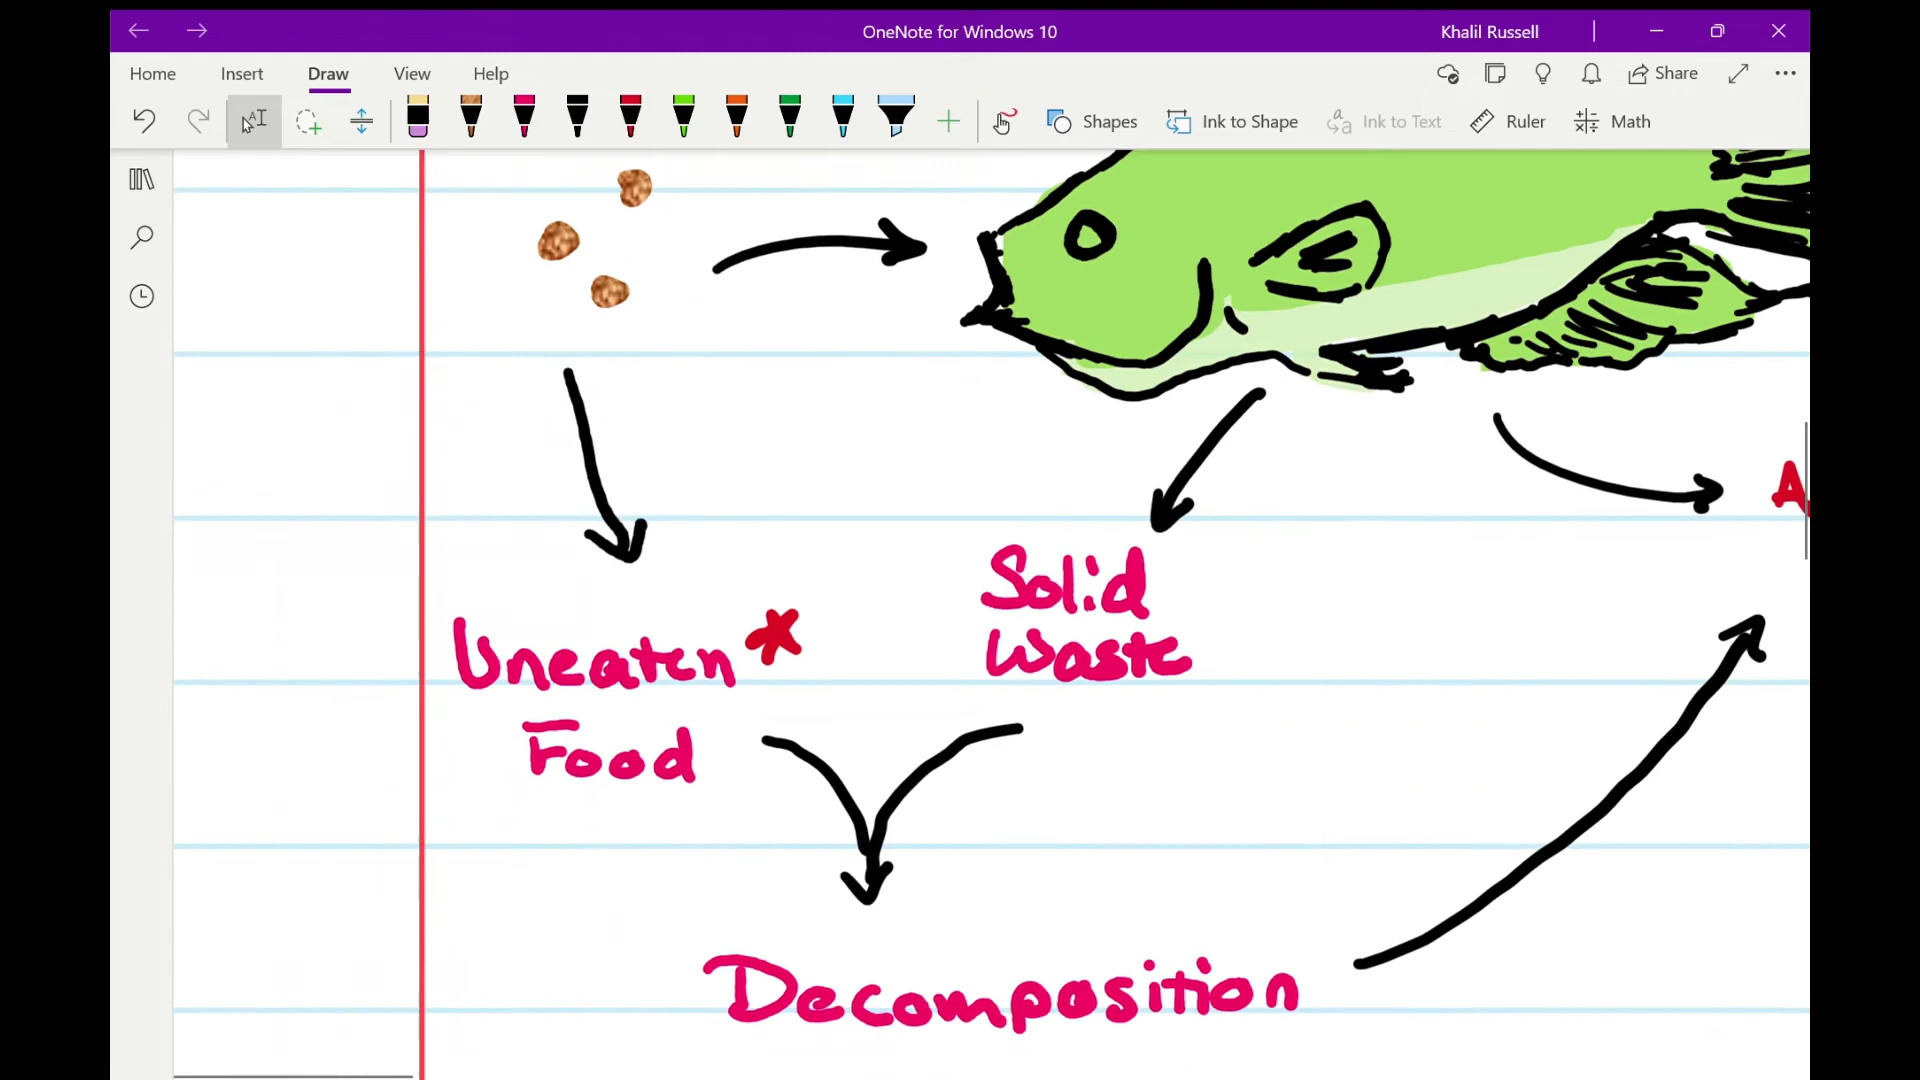 OneNote for Windows 10
Khalil Russell
Home Insert Draw View Help
Share
Shapes Ink to Shape Ink to Text Ruler Math
A
Solid
Waste
Uneaten*
Food
Decomposition